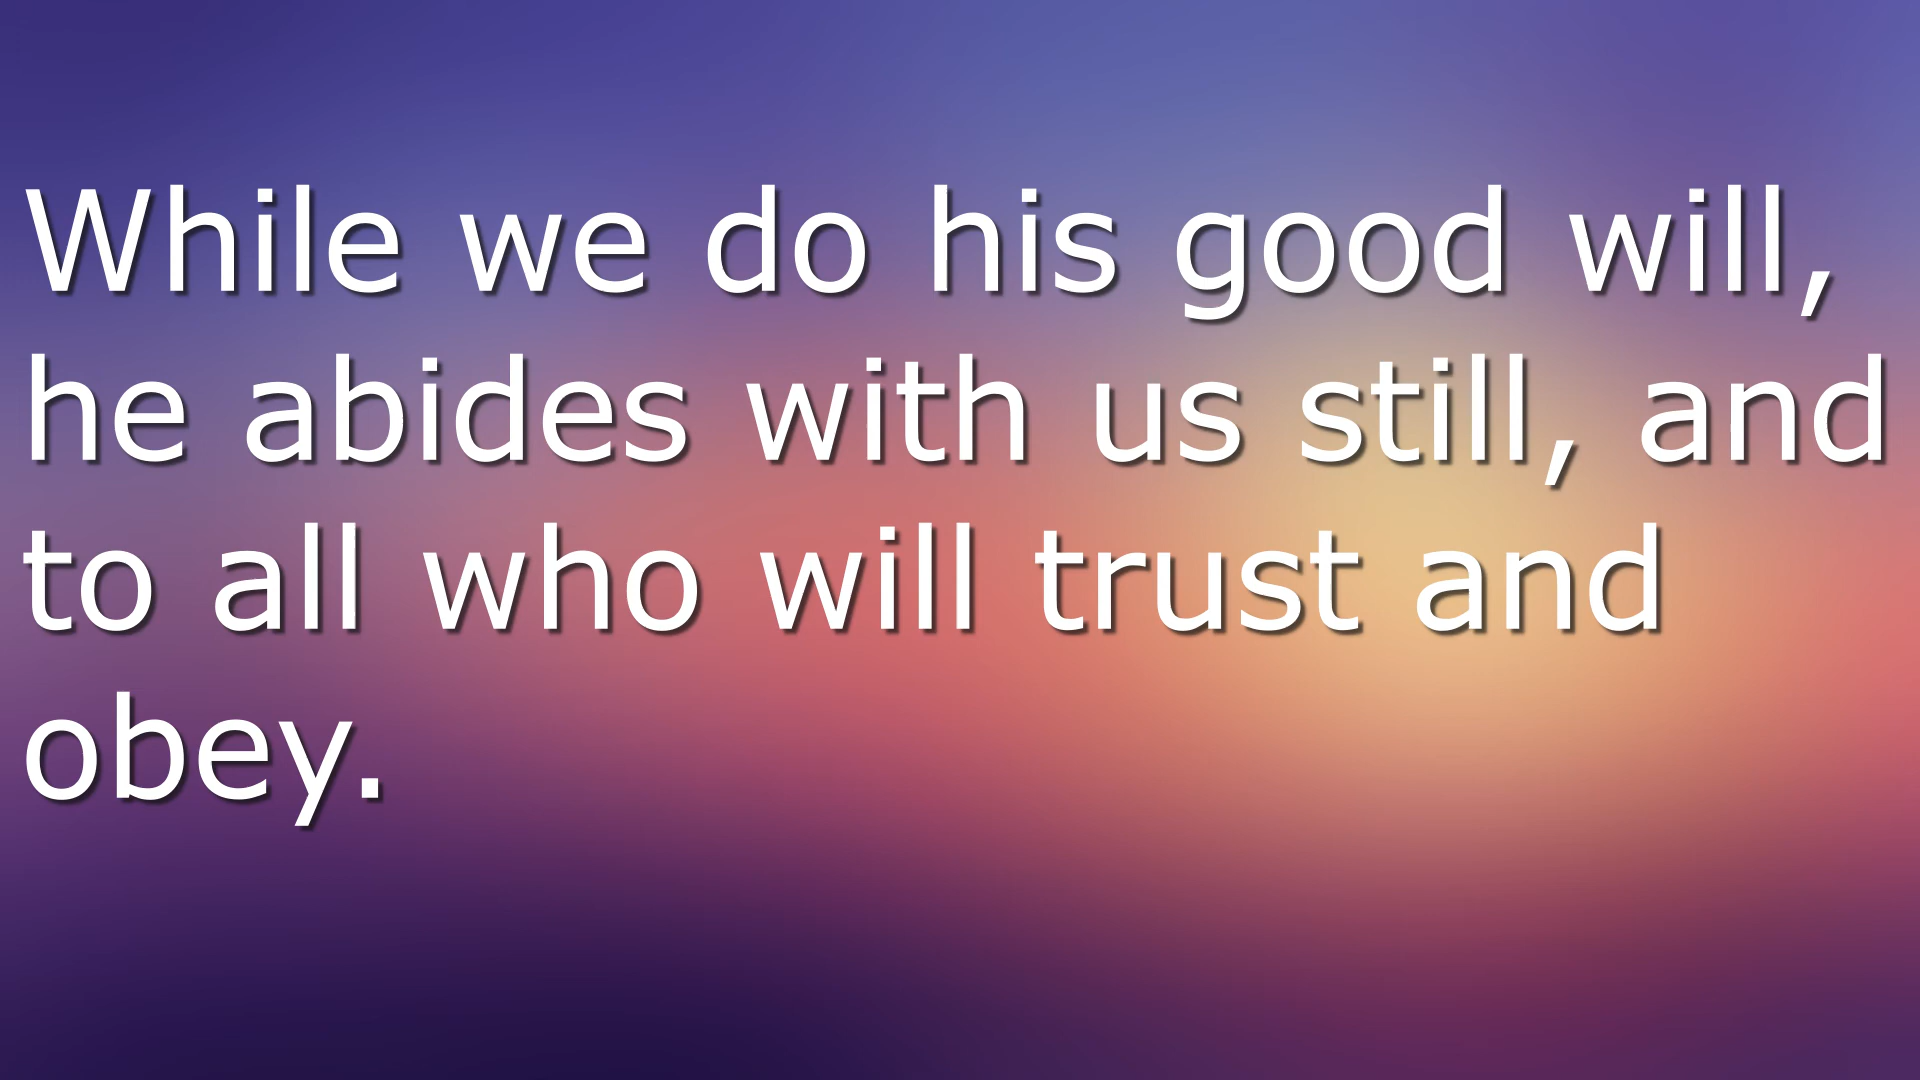 While we do his good will,
he abides with us still, and
to all who will trust and
obey.